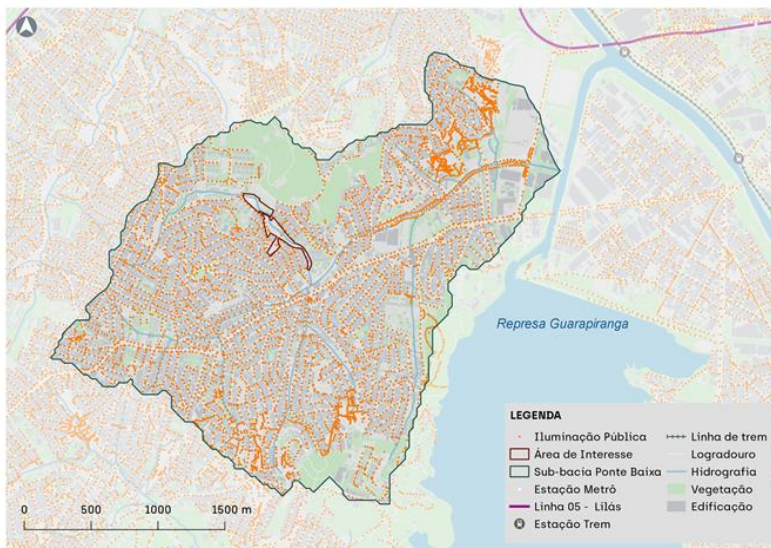 Represa Guarapiranga
LEGENDA
Iluminação Pública
Área de Interesse
Sub-bacia Ponte Baixa
Estação Metrô
Linha 05 - Lilás
Estação Trem
Linha de trem
Logradouro
Hidrografia
Vegetação
Edificação
0 500 1000 1500 m